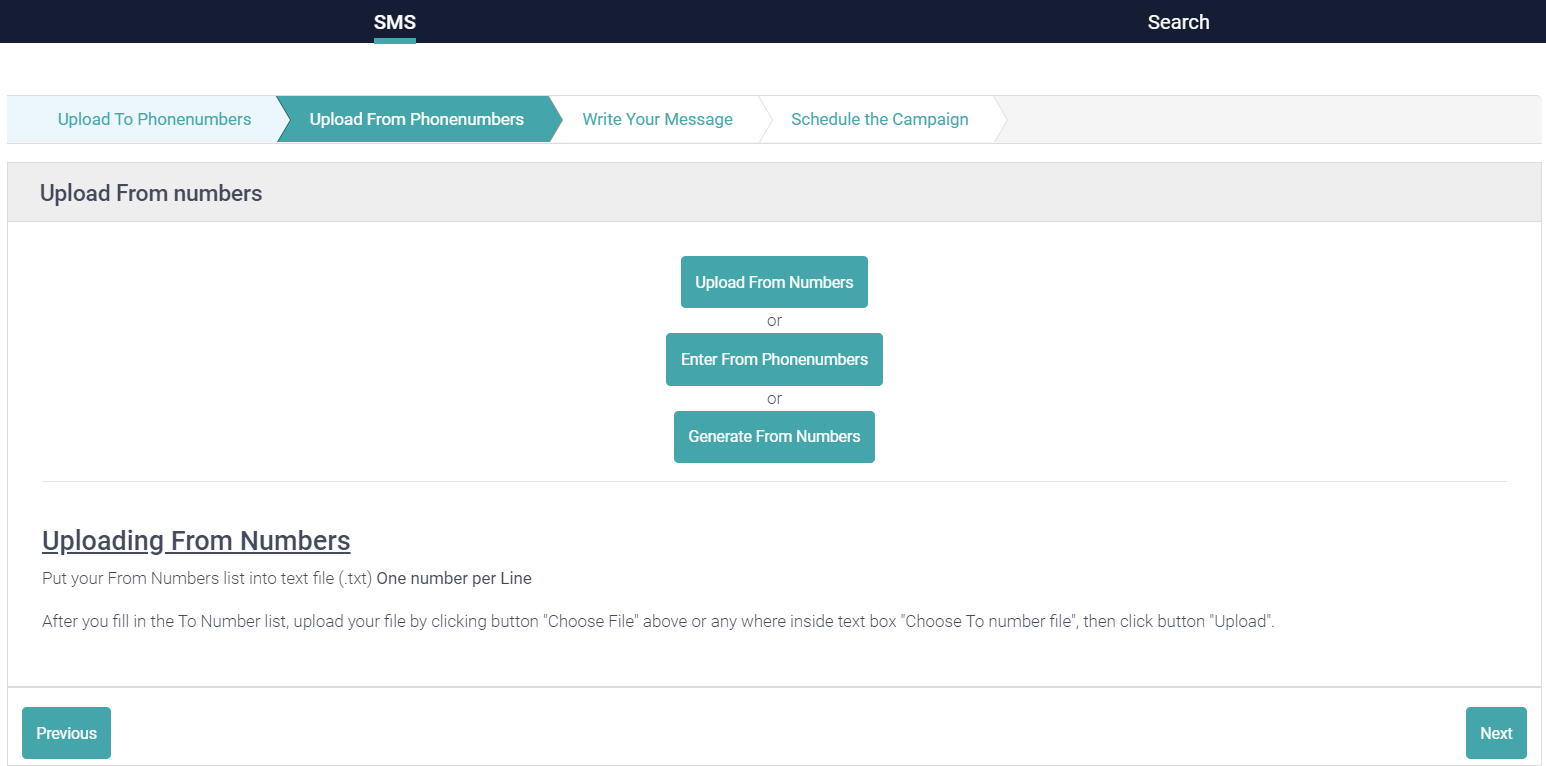 SMS Search
Upload To Phonenumbers Upload From Phonenumbers Write Your Message Schedule the Campaign
Upload From numbers
Upload From Numbers
or
Enter From Phonenumbers
or
Generate From Numbers
Uploading From Numbers
Put your From Numbers list into text file (.txt) One number per Line
After you fill in the To Number list, upload your file by clicking button "Choose File" above or any where inside text box "Choose To number file", then click button "Upload".
Previous Next